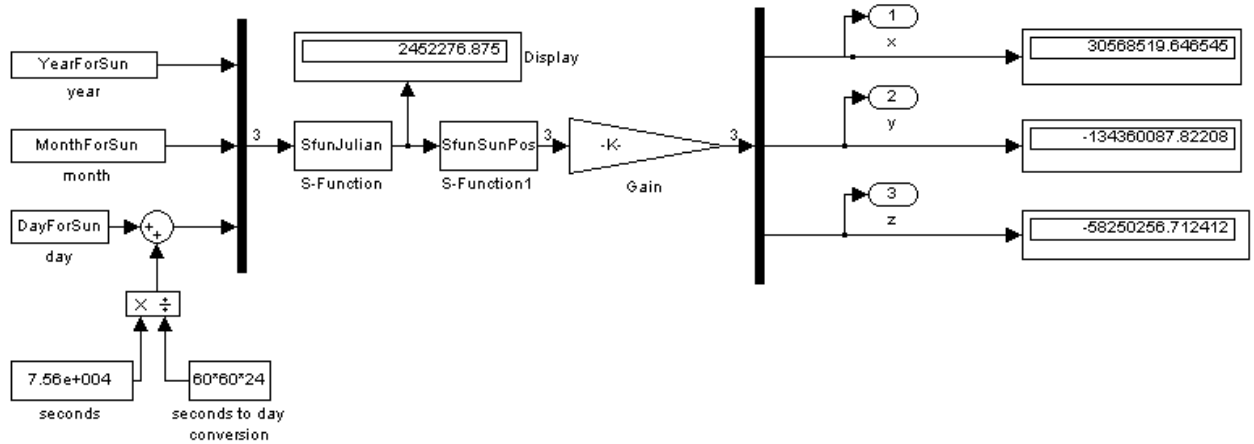 YearForSun
year
MonthForSun
month
DayForSun
day
+
+
× ÷
7.56e+004
seconds
60*60*24
seconds to day
conversion
3
2452276.875
Display
SfunJulian
S-Function
SfunSunPos
S-Function1
3
-K-
Gain
3
1
x
30568519.646545
2
y
-134360087.82208
3
z
-58250256.712412